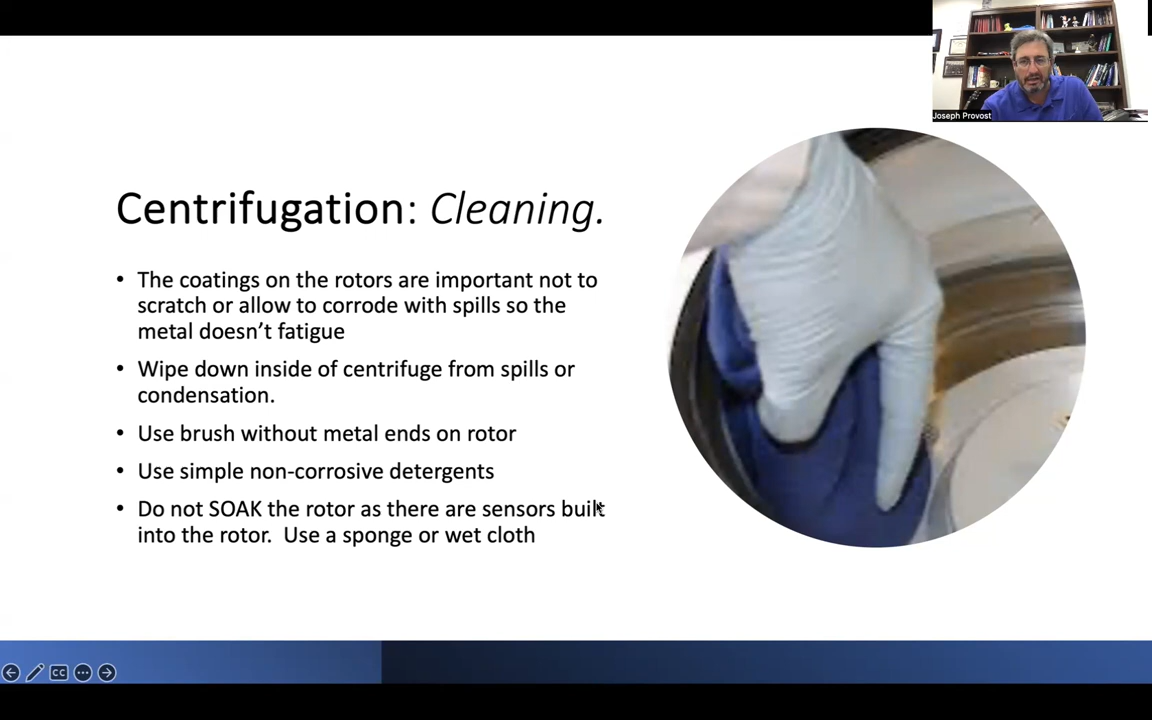 Joseph Provost
Centrifugation: Cleaning.
• The coatings on the rotors are important not to
scratch or allow to corrode with spills so the
metal doesn’t fatigue
• Wipe down inside of centrifuge from spills or
condensation.
• Use brush without metal ends on rotor
• Use simple non-corrosive detergents
• Do not SOAK the rotor as there are sensors built
into the rotor.  Use a sponge or wet cloth
CC